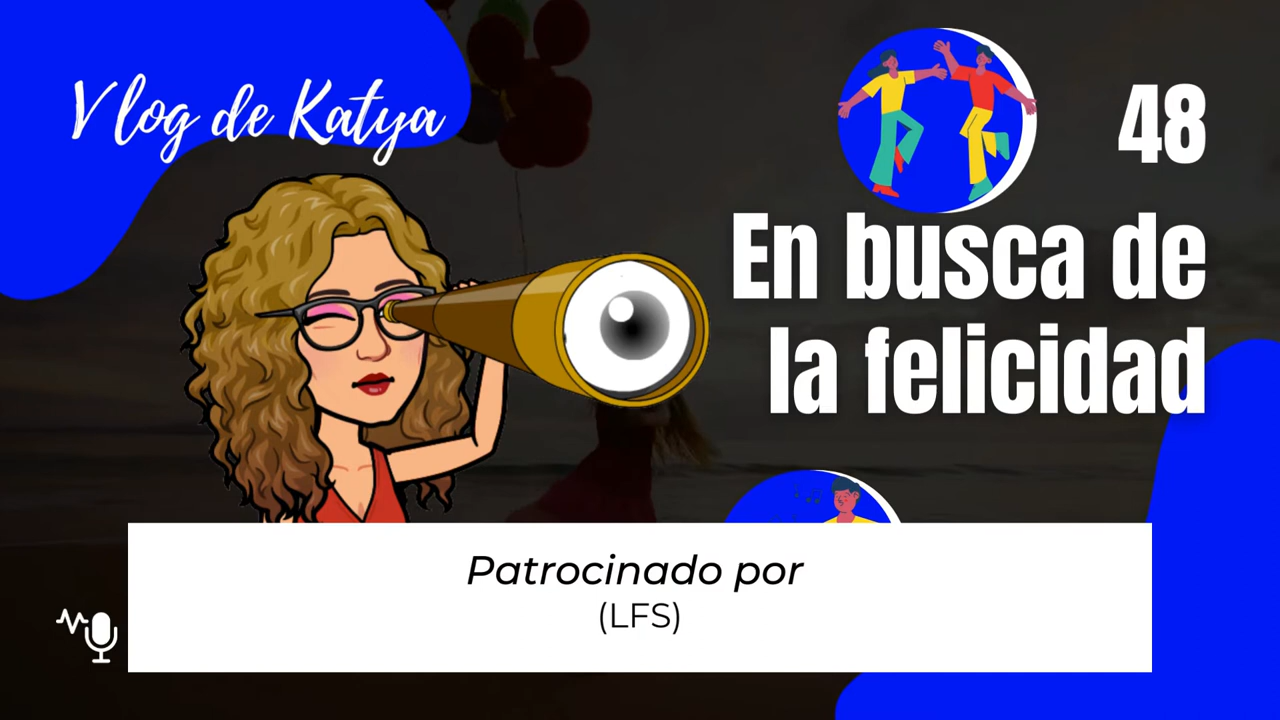 Vlog de Katya
48
En busca de
la felicidad
Patrocinado por
(LFS)